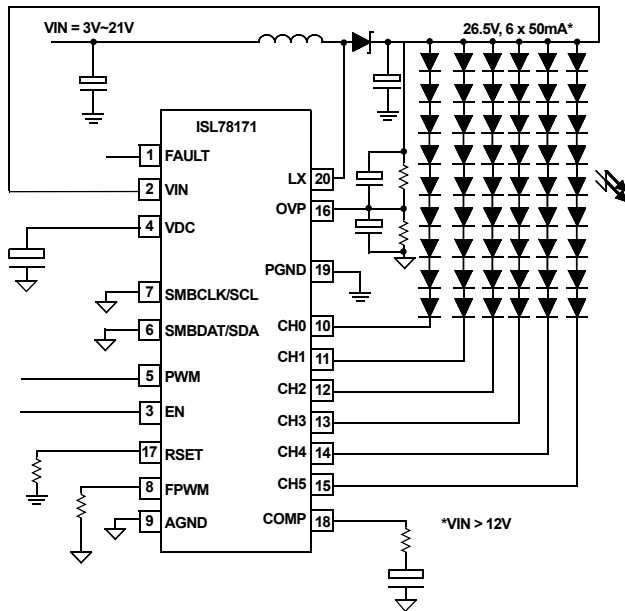 VIN = 3V~21V
26.5V, 6 x 50mA*
ISL78171
1 FAULT
2 VIN
4 VDC
7 SMBCLK/SCL
6 SMBDAT/SDA
5 PWM
3 EN
17 RSET
8 FPWM
9 AGND
LX 20
OVP 16
PGND 19
CH0 10
CH1 11
CH2 12
CH3 13
CH4 14
CH5 15
COMP 18
*VIN > 12V